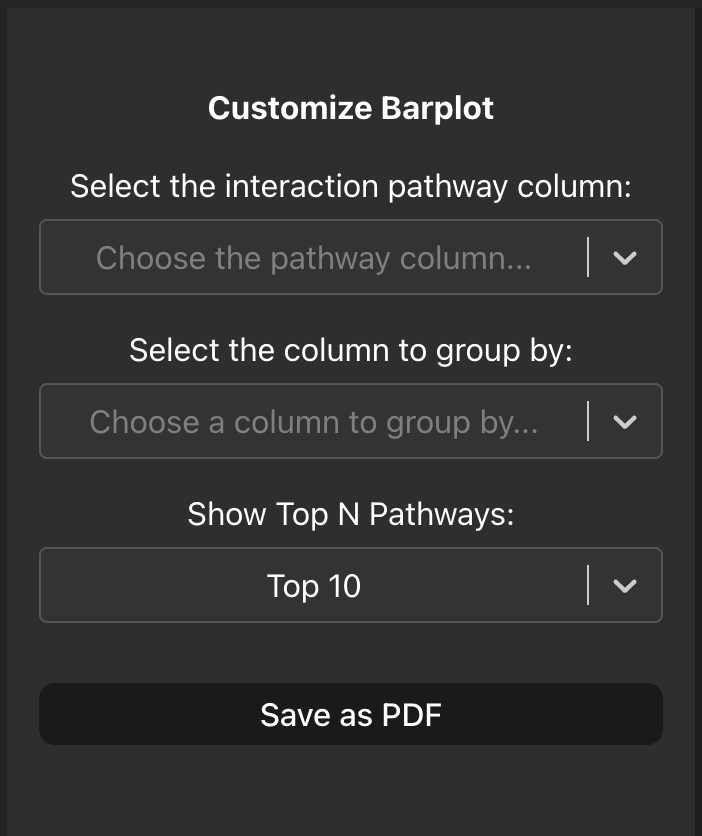 Customize Barplot
Select the interaction pathway column:
Choose the pathway column...
Select the column to group by:
Choose a column to group by...
Show Top N Pathways:
Top 10
Save as PDF